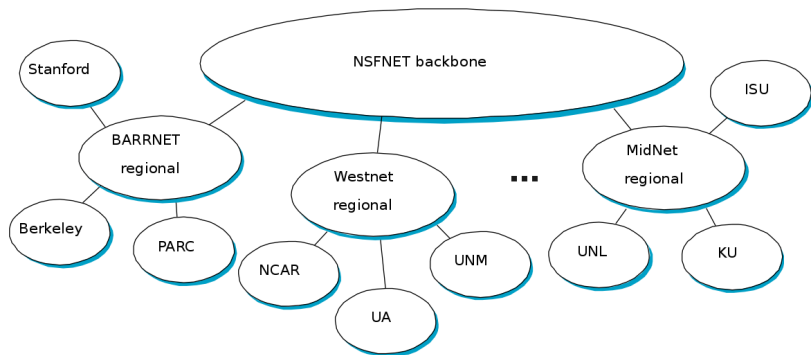 NSFNET backbone
Stanford
ISU
BARRNET
regional
MidNet
regional
Westnet
regional
...
Berkeley
PARC
NCAR
UNM
UNL
KU
UA